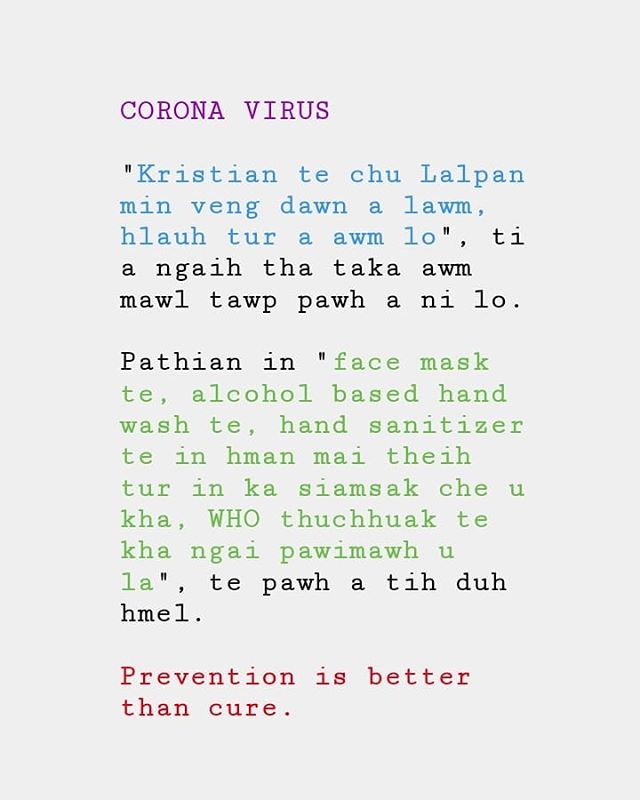 CORONA VIRUS
"Kristian te chu Lalpan
min veng dawn a lawm,
hlauh tur a awm lo", ti
a ngaih tha taka awm
mawl tawp pawh a ni lo.
Pathian in "face mask
te, alcohol based hand
wash te, hand sanitizer
te in hman mai theih
tur in ka siamsak che u
kha, WHO thuchhuak te
kha ngai pawimawh u
la", te pawh a tih duh
hmel.
Prevention is better
than cure.